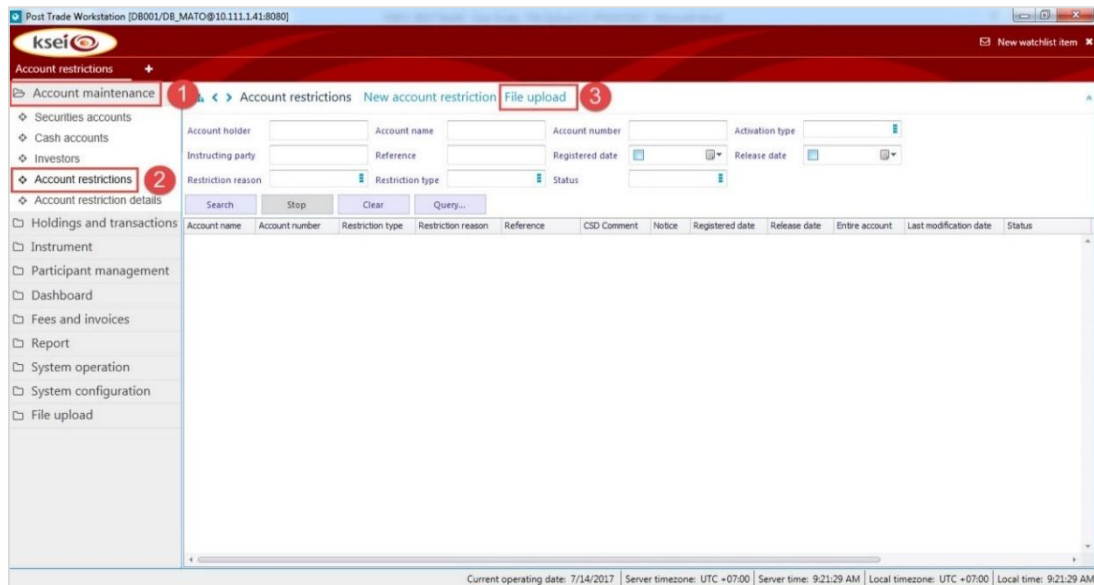 Post Trade Workstation [DB001/DB_MATO@10.111.1.41:8080]
ksei
New watchlist item
Account restrictions +
Account maintenance
1
Account restrictions New account restriction File upload
3
Securities accounts
Cash accounts
Investors
Account restrictions
2
Account restriction details
Holdings and transactions
Instrument
Participant management
Dashboard
Fees and invoices
Report
System operation
System configuration
File upload
Account holder Account name Account number Activation type
Instructing party Reference Registered date Release date
Restriction reason Restriction type Status
Search Stop Clear Query...
Account name Account number Restriction type Restriction reason Reference CSD Comment Notice Registered date Release date Entire account Last modification date Status
Current operating date: 7/14/2017 Server timezone: UTC +07:00 Server time: 9:21:29 AM Local timezone: UTC +07:00 Local time: 9:21:29 AM